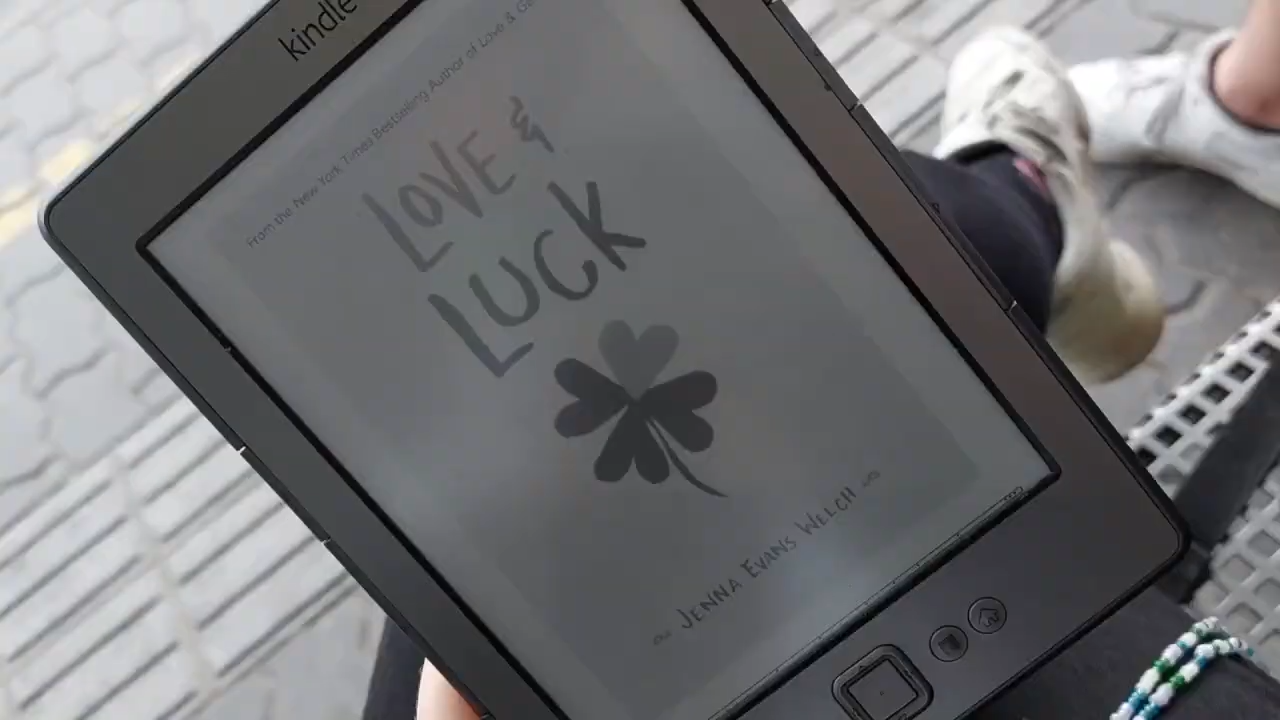 kindle
From the New York Times Bestselling Author of Love &
LOVE &
LUCK
JENNA EVANS WELCH